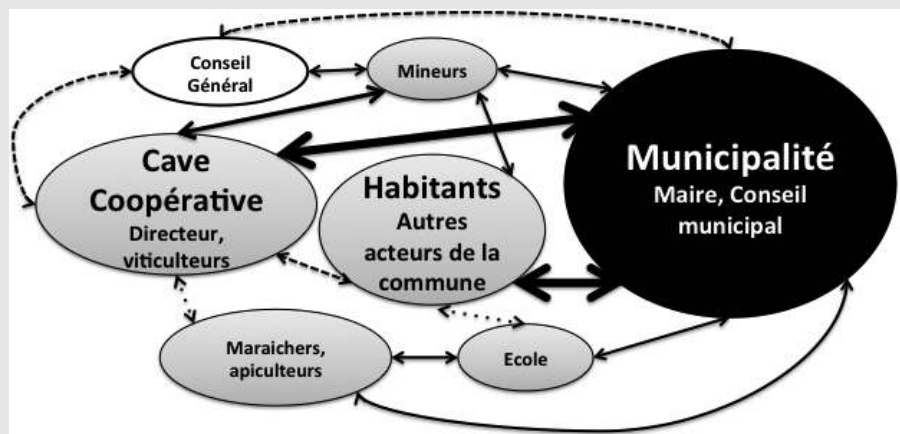 Conseil
Général
Mineurs
Municipalité
Maire, Conseil
municipal
Cave
Coopérative
Directeur,
viticulteurs
Habitants
Autres
acteurs de la
commune
Maraichers,
apiculteurs
Ecole